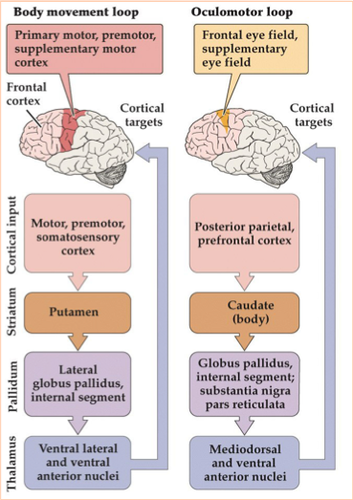 Body movement loop
Primary motor, premotor,
supplementary motor
cortex
Frontal
cortex
Cortical
targets
Cortical input
Motor, premotor,
somatosensory
cortex
Striatum
Putamen
Pallidum
Lateral
globus pallidus,
internal segment
Thalamus
Ventral lateral
and ventral
anterior nuclei
Oculomotor loop
Frontal eye field,
supplementary
eye field
Cortical
targets
Posterior parietal,
prefrontal cortex
Caudate
(body)
Globus pallidus,
internal segment;
substantia nigra
pars reticulata
Mediodorsal
and ventral
anterior nuclei